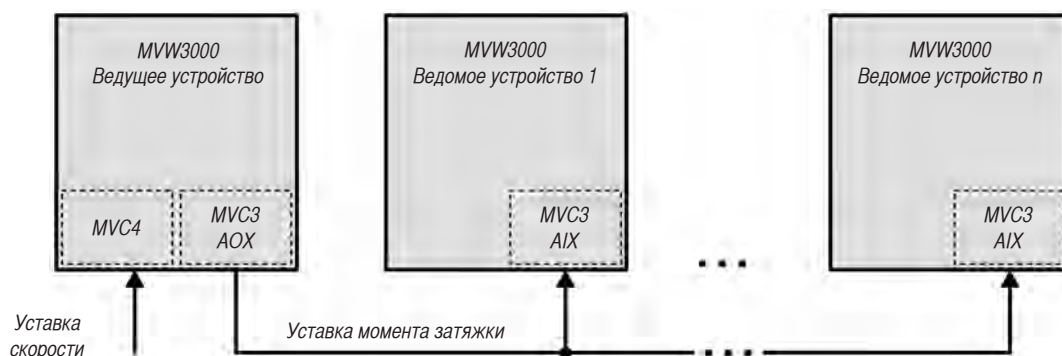 MVW3000
Ведущее устройство
MVW3000
Ведомое устройство 1
MVW3000
Ведомое устройство n
MVC4
MVC3
AOX
MVC3
AIX
MVC3
AIX
Уставка
скорости
Уставка момента затяжки